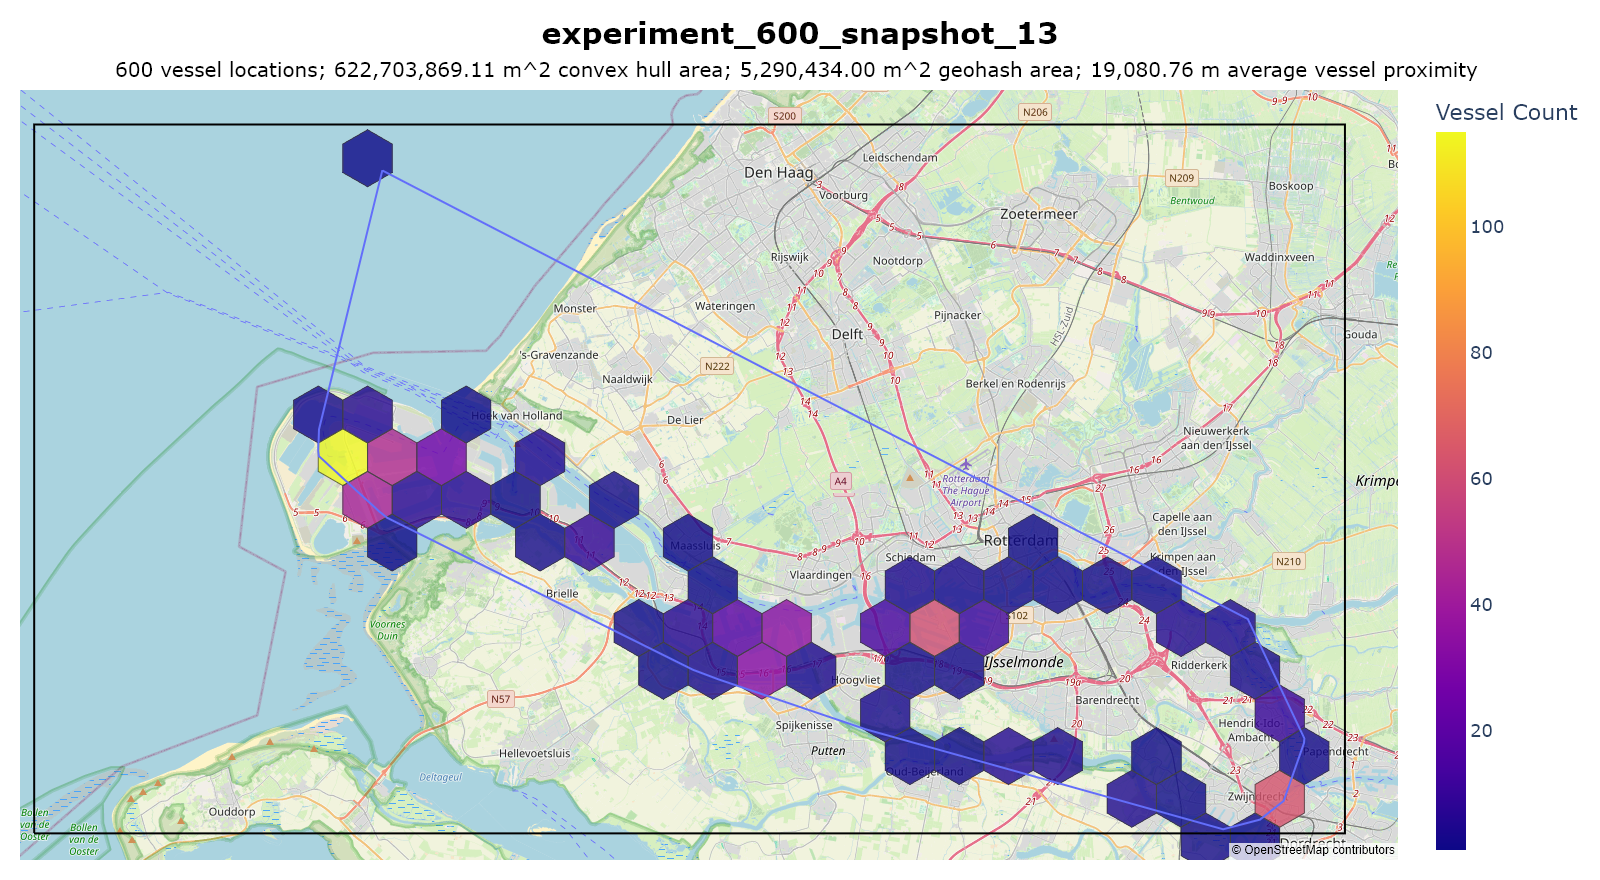 experiment_600_snapshot_13
600 vessel locations; 622,703,869.11 m^2 convex hull area; 5,290,434.00 m^2 geohash area; 19,080.76 m average vessel proximity
Vessel Count
100
80
60
40
20
S200
N206
Leidschendam
Den Haag
Voorburg
N209
Boskoop
Bentwoud
Zoetermeer
Rijswijk
Nootdorp
Waddinxveen
Monster
Wateringen
Pijnacker
HSL-Zuid
Delft
Gouda
's-Gravenzande
N222
Naaldwijk
Berkel en Rodenrijs
Hoek van Holland
De Lier
Nieuwerkerk
aan den IJssel
A4
Rotterdam
The Hague
Airport
Krimpe
Capelle aan
den IJssel
Maassluis
Rotterdam
Schiedam
Krimpen aan
den IJssel
N210
Vlaardingen
Brielle
S102
Voornes
Duin
IJsselmonde
Ridderkerk
Hoogvliet
N57
Barendrecht
Spijkenisse
Hendrik-Ido-
Ambacht
Hellevoetsluis
Putten
Papendrecht
Oud-Beijerland
Deltageul
Zwijndrecht
Ouddorp
Bollen
van de
Ooster
Bollen
van de
Ooster
Dordrecht
© OpenStreetMap contributors